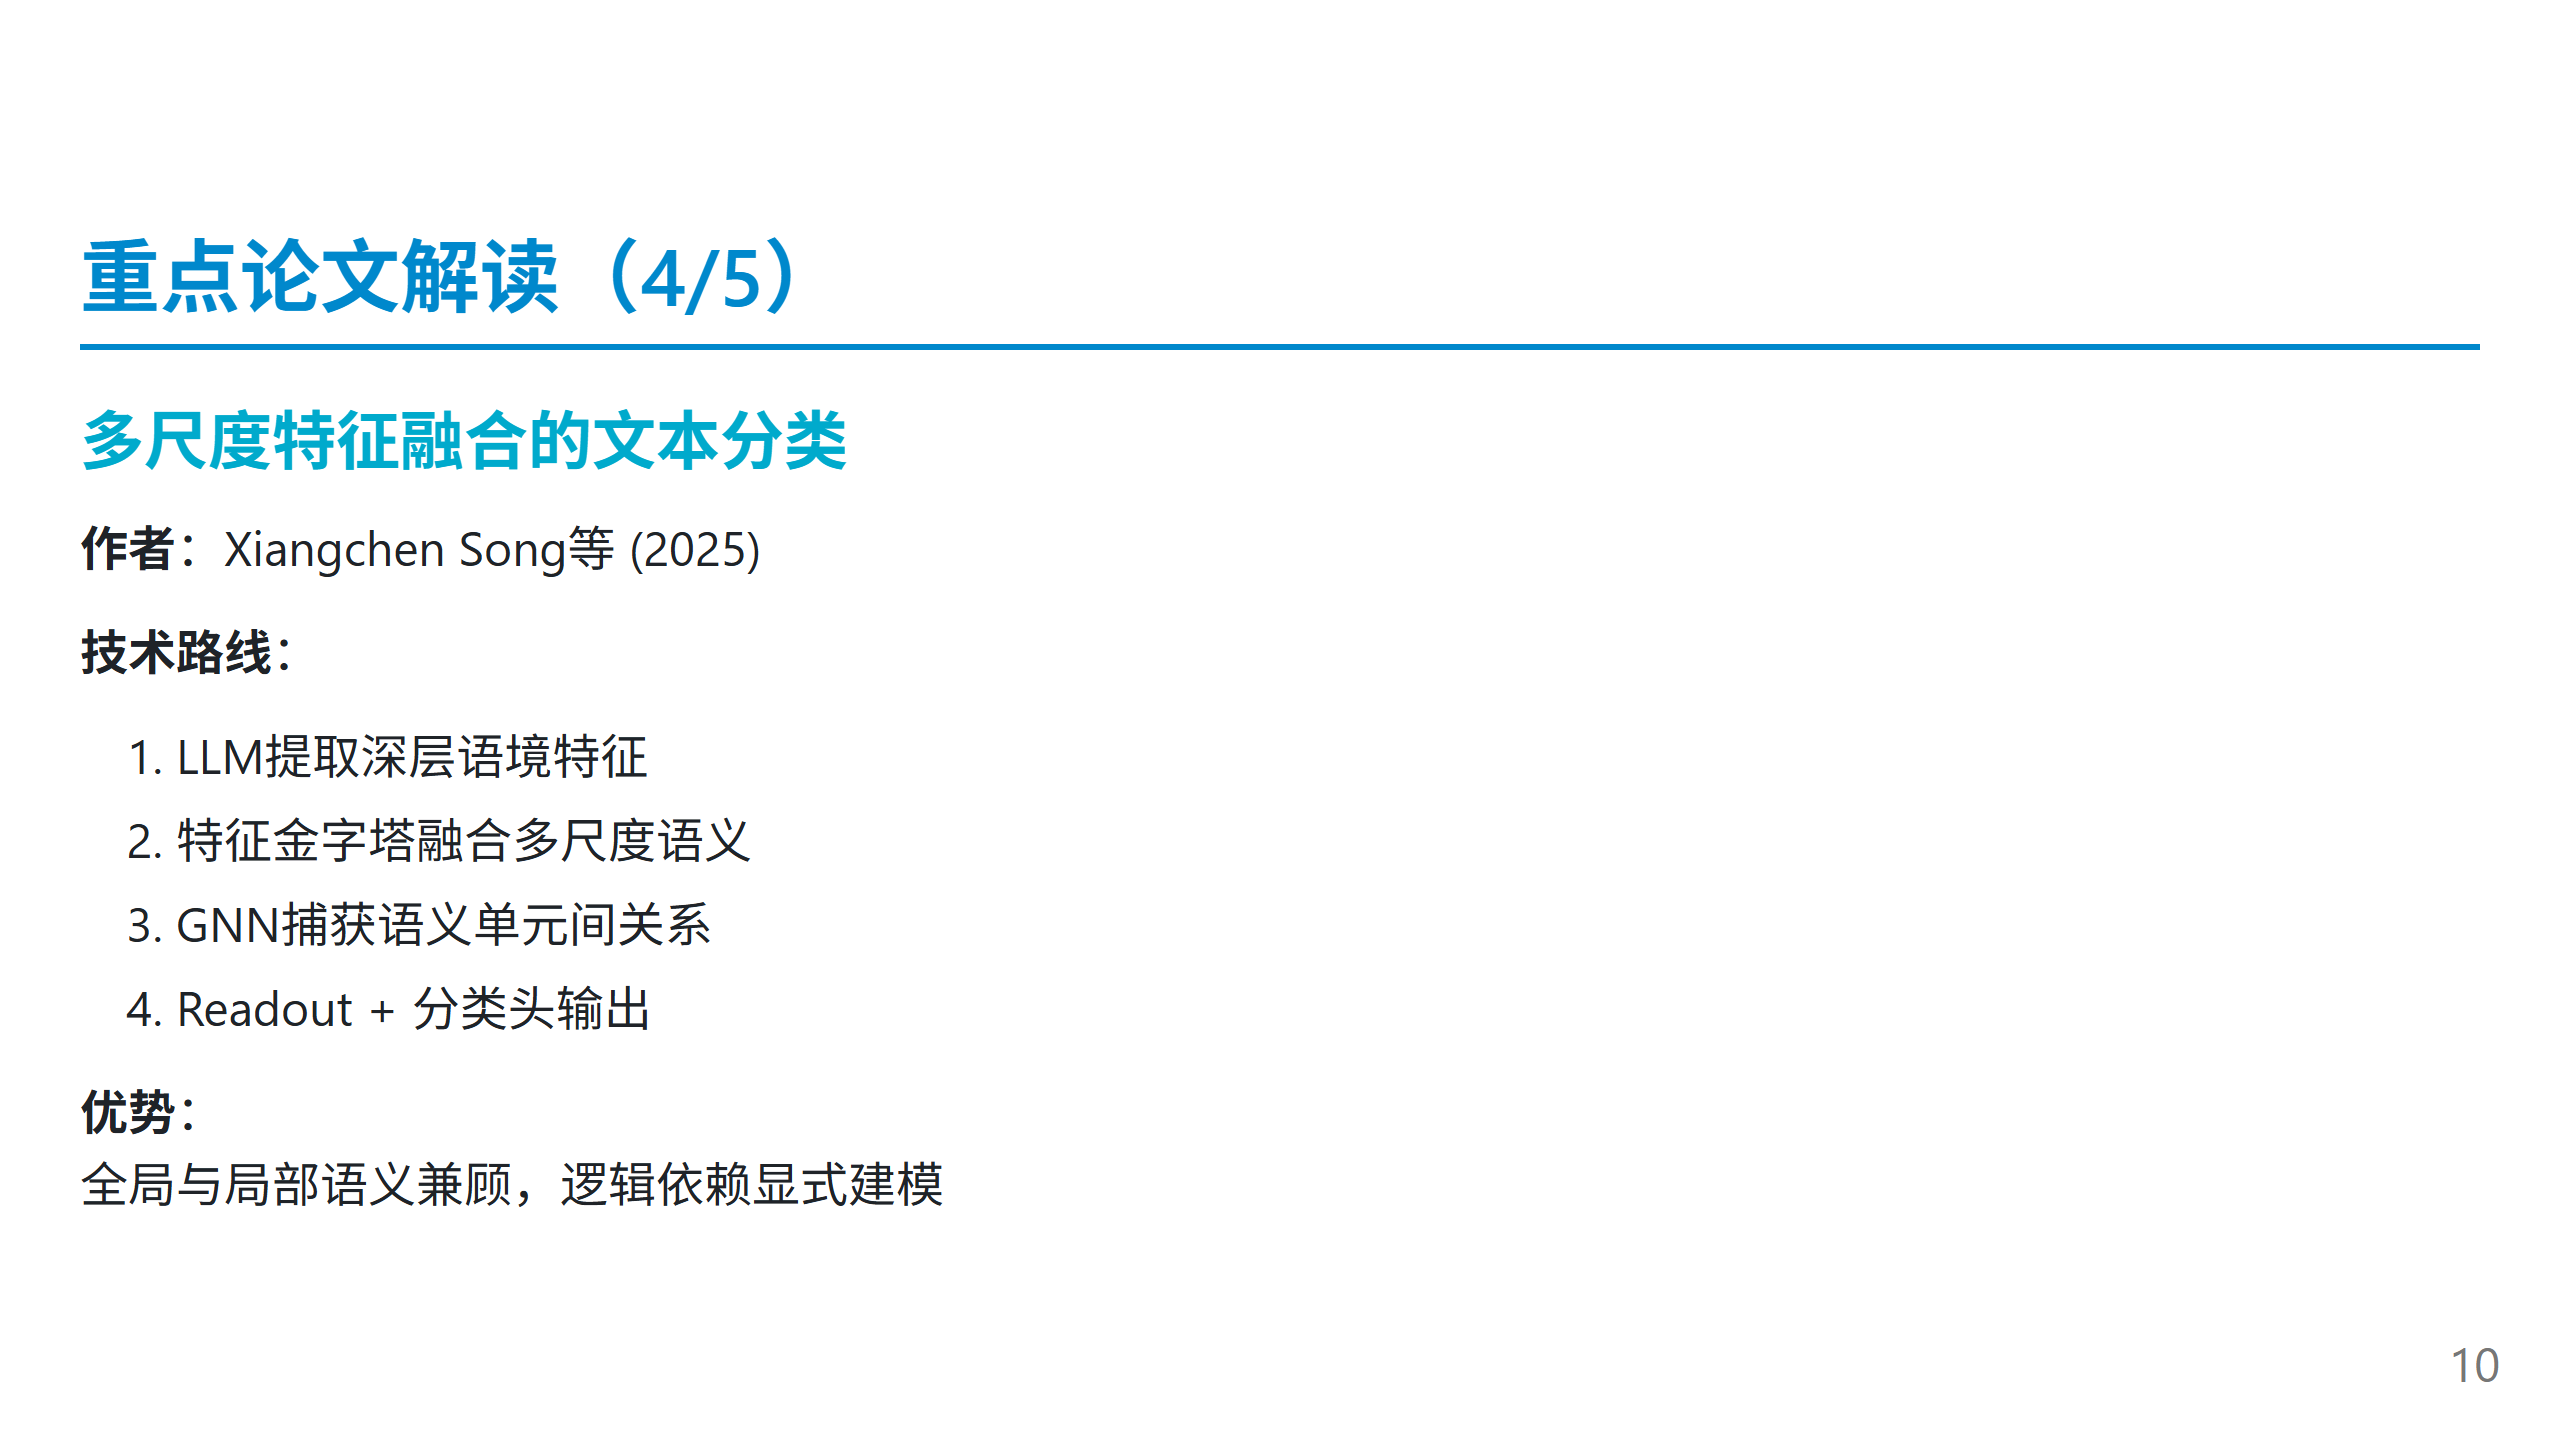 重点论文解读（4/5）
多尺度特征融合的文本分类
作者：Xiangchen Song等 (2025)
技术路线：
1. LLM提取深层语境特征
2. 特征金字塔融合多尺度语义
3. GNN捕获语义单元间关系
4. Readout + 分类头输出
优势：
全局与局部语义兼顾，逻辑依赖显式建模
10